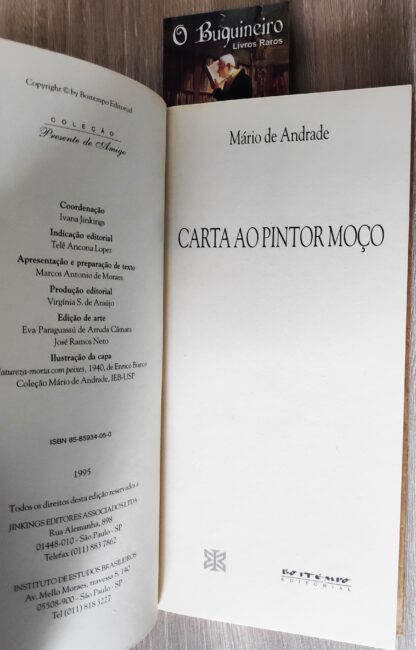 O Buquineiro
Livros Raros
Copyright © by Boitempo Editorial
COLEÇÃO
Presente de Amigo
Coordenação
Ivana Jinkings
Indicação editorial
Telê Ancona Lopez
Apresentação e preparação de texto
Marcos Antonio de Moraes
Produção editorial
Virgínia S. de Araújo
Edição de arte
Eva Paraguassú de Arruda Câmara
José Ramos Neto
Ilustração da capa
Natureza-morta com peixes, 1940, de Enrico Bianco
Coleção Mário de Andrade, IEB-USP
ISBN 85-85934-05-0
1995
Todos os direitos desta edição reservados a
JINKINGS EDITORES ASSOCIADOS LTDA
Rua Alemanha, 898
01448-010 - São Paulo - SP
Telefax (011) 883 7862
INSTITUTO DE ESTUDOS BRASILEIROS
Av. Mello Moraes, travessa 8, 140
05508-900 - São Paulo - SP
Tel (011) 818 3227
Mário de Andrade
CARTA AO PINTOR MOÇO
BOITEMPO
EDITORIAL